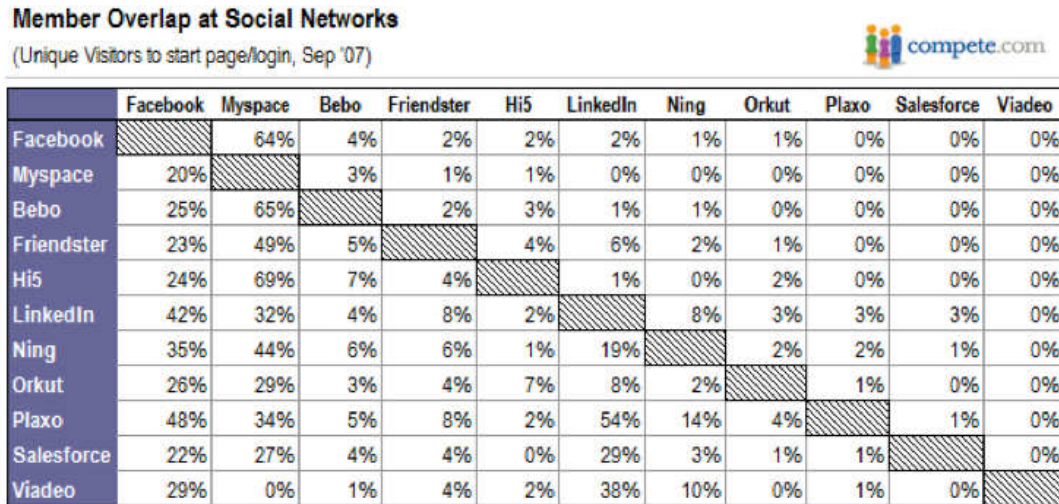 Member Overlap at Social Networks
(Unique Visitors to start page/login, Sep '07)
compete.com
Facebook Myspace Bebo Friendster Hi5 LinkedIn Ning Orkut Plaxo Salesforce Viadeo
Facebook 64% 4% 2% 2% 2% 1% 1% 0% 0% 0%
Myspace 20% 3% 1% 1% 0% 0% 0% 0% 0% 0%
Bebo 25% 65% 2% 3% 1% 1% 0% 0% 0% 0%
Friendster 23% 49% 5% 4% 6% 2% 1% 0% 0% 0%
Hi5 24% 69% 7% 4% 1% 0% 2% 0% 0% 0%
LinkedIn 42% 32% 4% 8% 2% 8% 3% 3% 3% 0%
Ning 35% 44% 6% 6% 1% 19% 2% 2% 1% 0%
Orkut 26% 29% 3% 4% 7% 8% 2% 1% 0% 0%
Plaxo 48% 34% 5% 8% 2% 54% 14% 4% 1% 0%
Salesforce 22% 27% 4% 4% 0% 29% 3% 1% 1% 0%
Viadeo 29% 0% 1% 4% 2% 38% 10% 0% 1% 0%